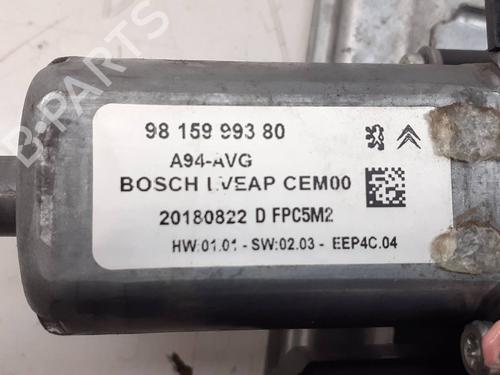 98 159 993 80
A94-AVG
BOSCH LVEAP CEM00
20180822 D FPC5M2
HW:01.01 - SW:02.03 - EEP4C.04
B-PARTS